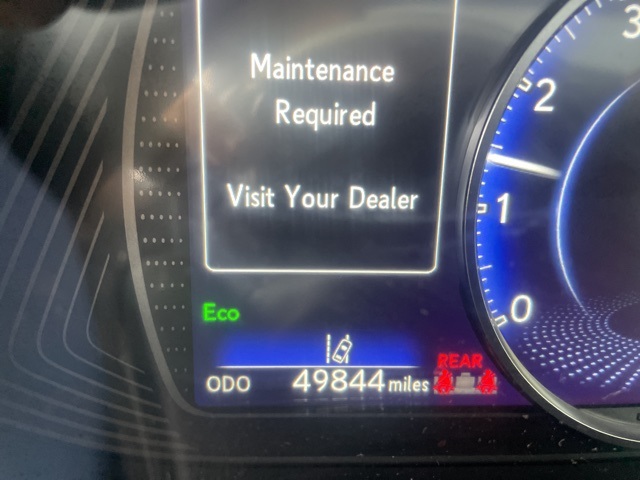 Maintenance
Required
Visit Your Dealer
3
2
1
0
Eco
REAR
ODO 49844 miles